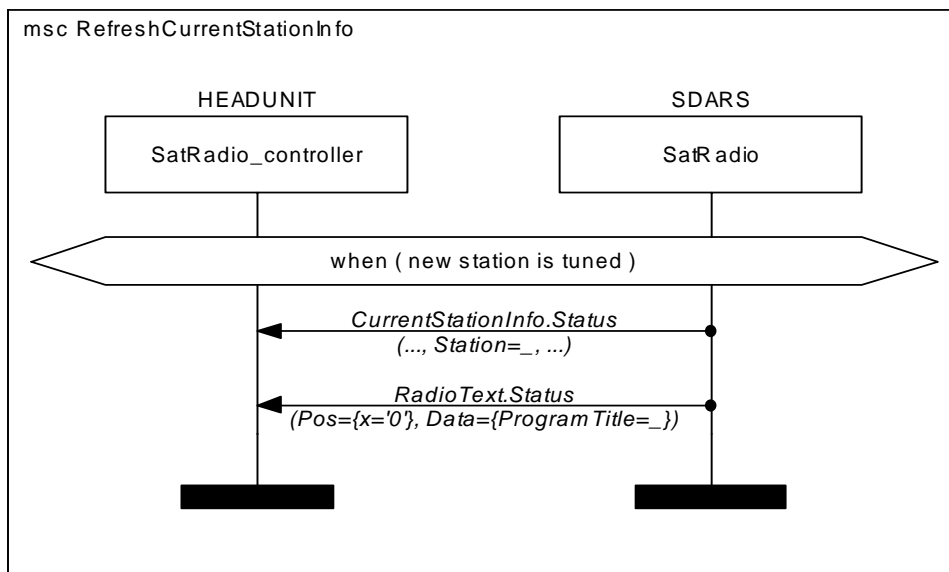 msc RefreshCurrentStationInfo
HEADUNIT
SDARS
SatRadio_controller
SatRadio
when ( new station is tuned )
CurrentStationInfo.Status
(..., Station=_, ...)
RadioText.Status
(Pos={x='0'}, Data={ProgramTitle=_})